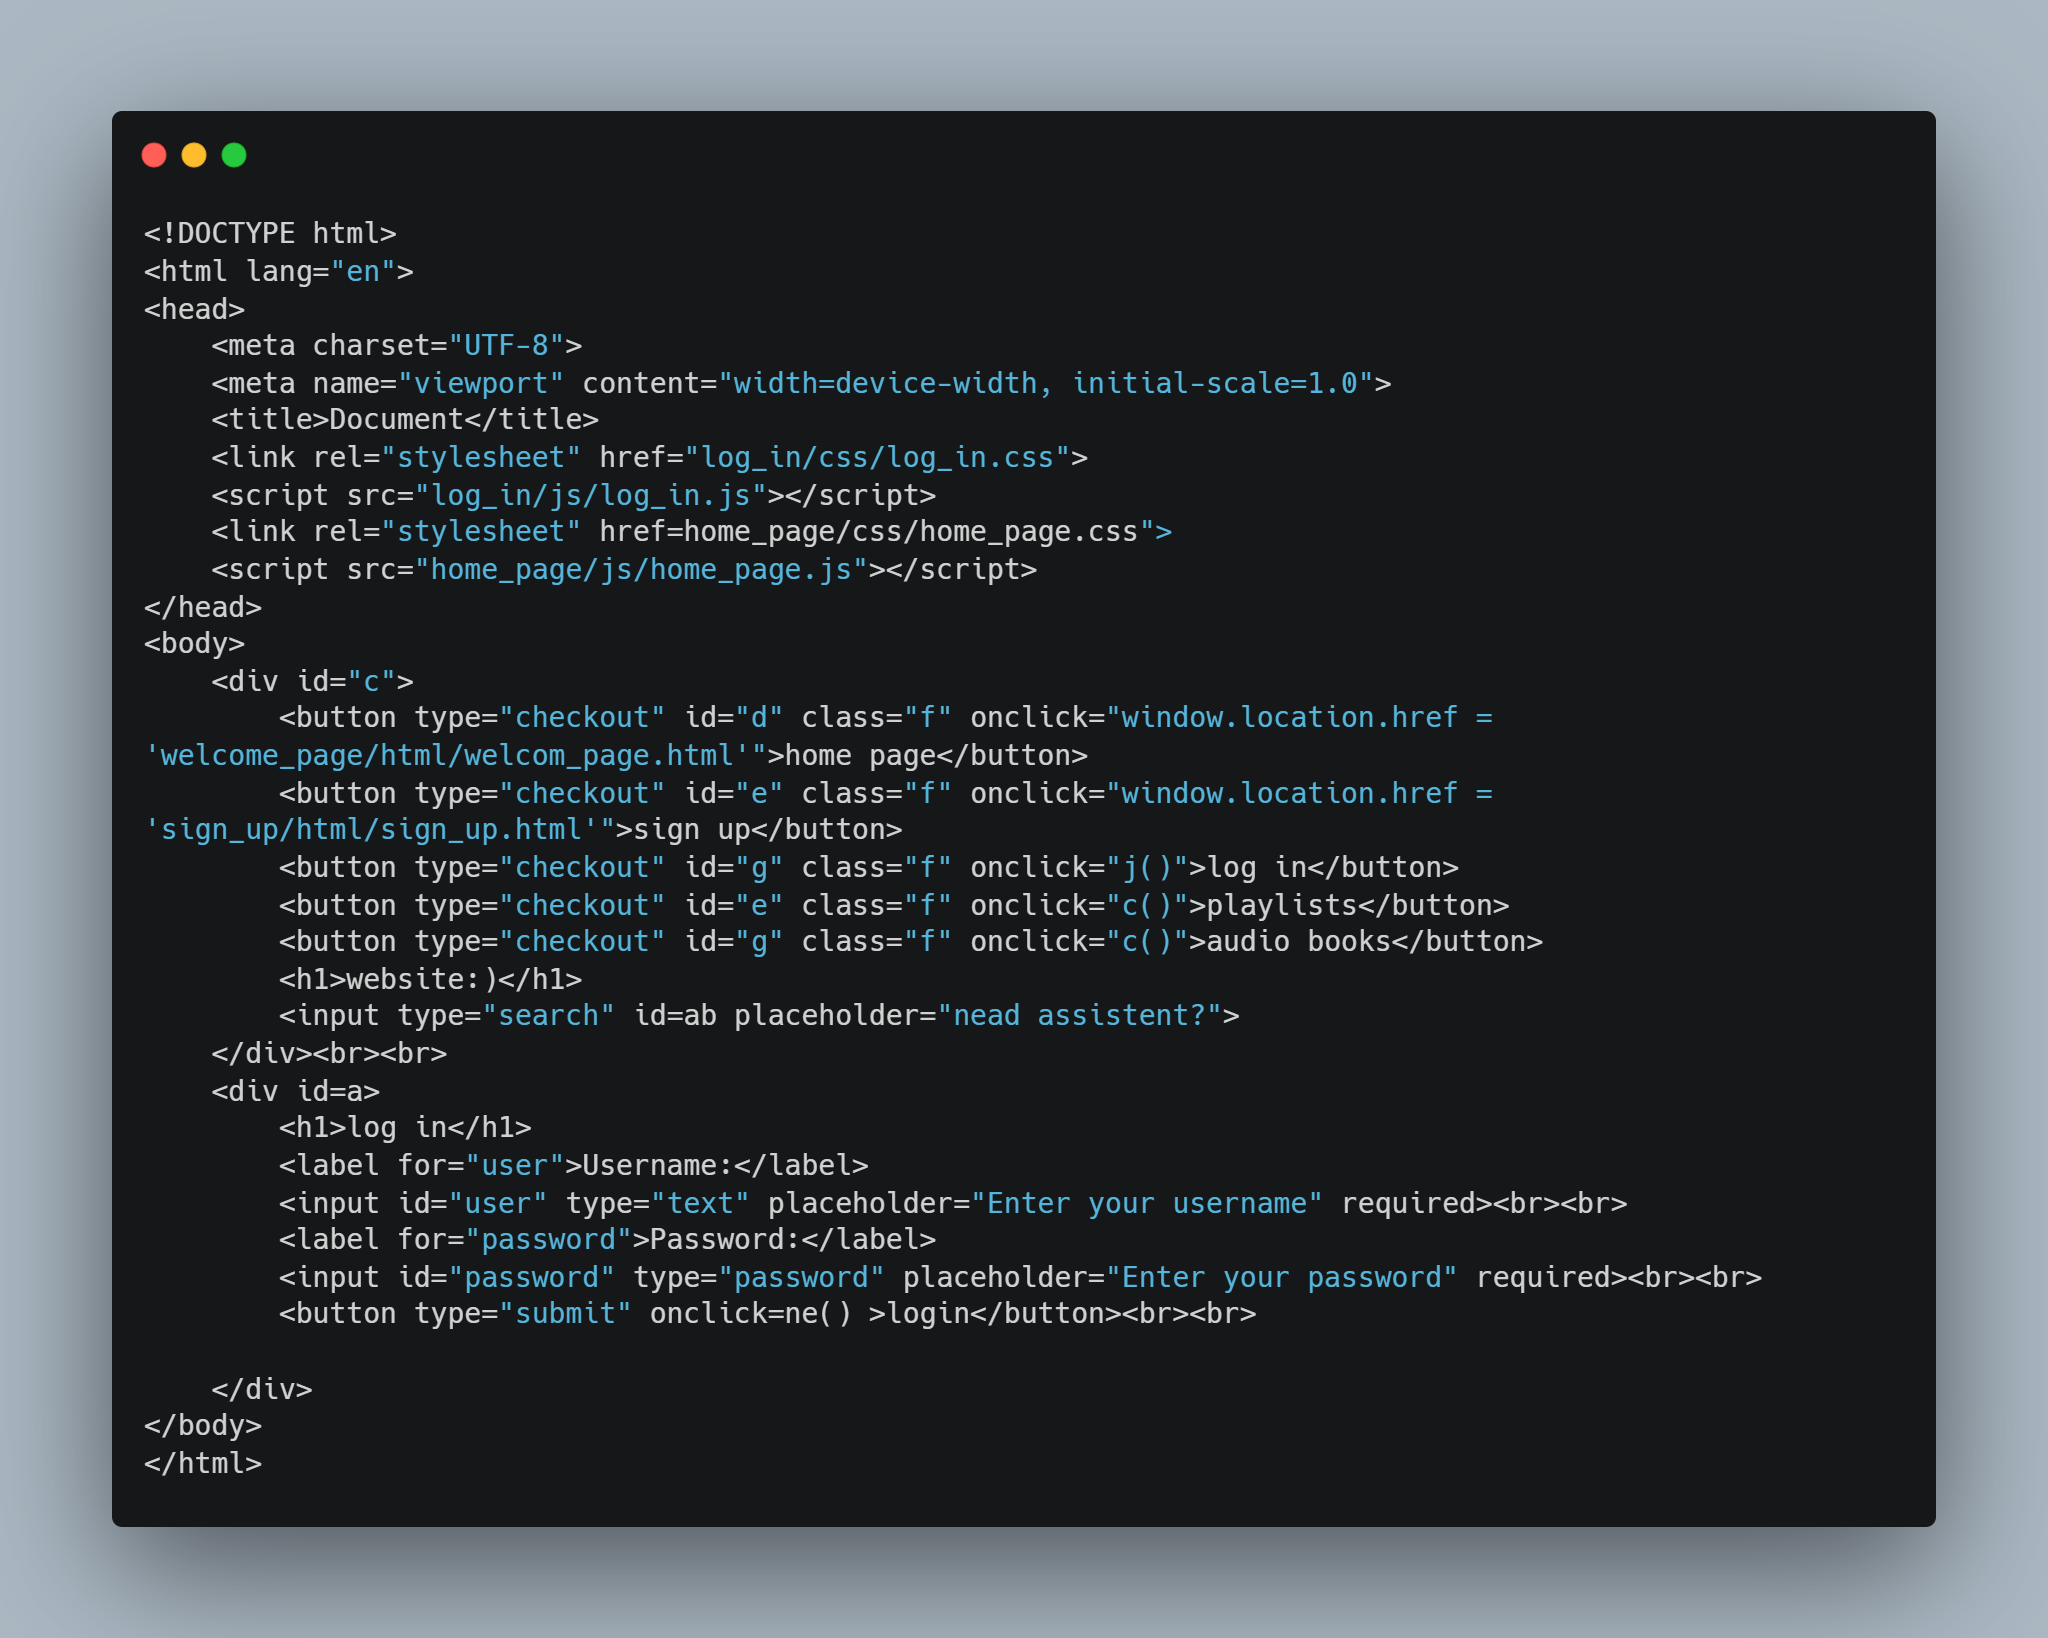 <!DOCTYPE html>
<html lang="en">
<head>
    <meta charset="UTF-8">
    <meta name="viewport" content="width=device-width, initial-scale=1.0">
    <title>Document</title>
    <link rel="stylesheet" href="log_in/css/log_in.css">
    <script src="log_in/js/log_in.js"></script>
    <link rel="stylesheet" href=home_page/css/home_page.css">
    <script src="home_page/js/home_page.js"></script>
</head>
<body>
    <div id="c">
        <button type="checkout" id="d" class="f" onclick="window.location.href =
'welcome_page/html/welcom_page.html'">home page</button>
        <button type="checkout" id="e" class="f" onclick="window.location.href =
'sign_up/html/sign_up.html'">sign up</button>
        <button type="checkout" id="g" class="f" onclick="j()">log in</button>
        <button type="checkout" id="e" class="f" onclick="c()">playlists</button>
        <button type="checkout" id="g" class="f" onclick="c()">audio books</button>
        <h1>website:)</h1>
        <input type="search" id=ab placeholder="nead assistent?">
    </div><br><br>
    <div id=a>
        <h1>log in</h1>
        <label for="user">Username:</label>
        <input id="user" type="text" placeholder="Enter your username" required><br><br>
        <label for="password">Password:</label>
        <input id="password" type="password" placeholder="Enter your password" required><br><br>
        <button type="submit" onclick=ne() >login</button><br><br>

    </div>
</body>
</html>